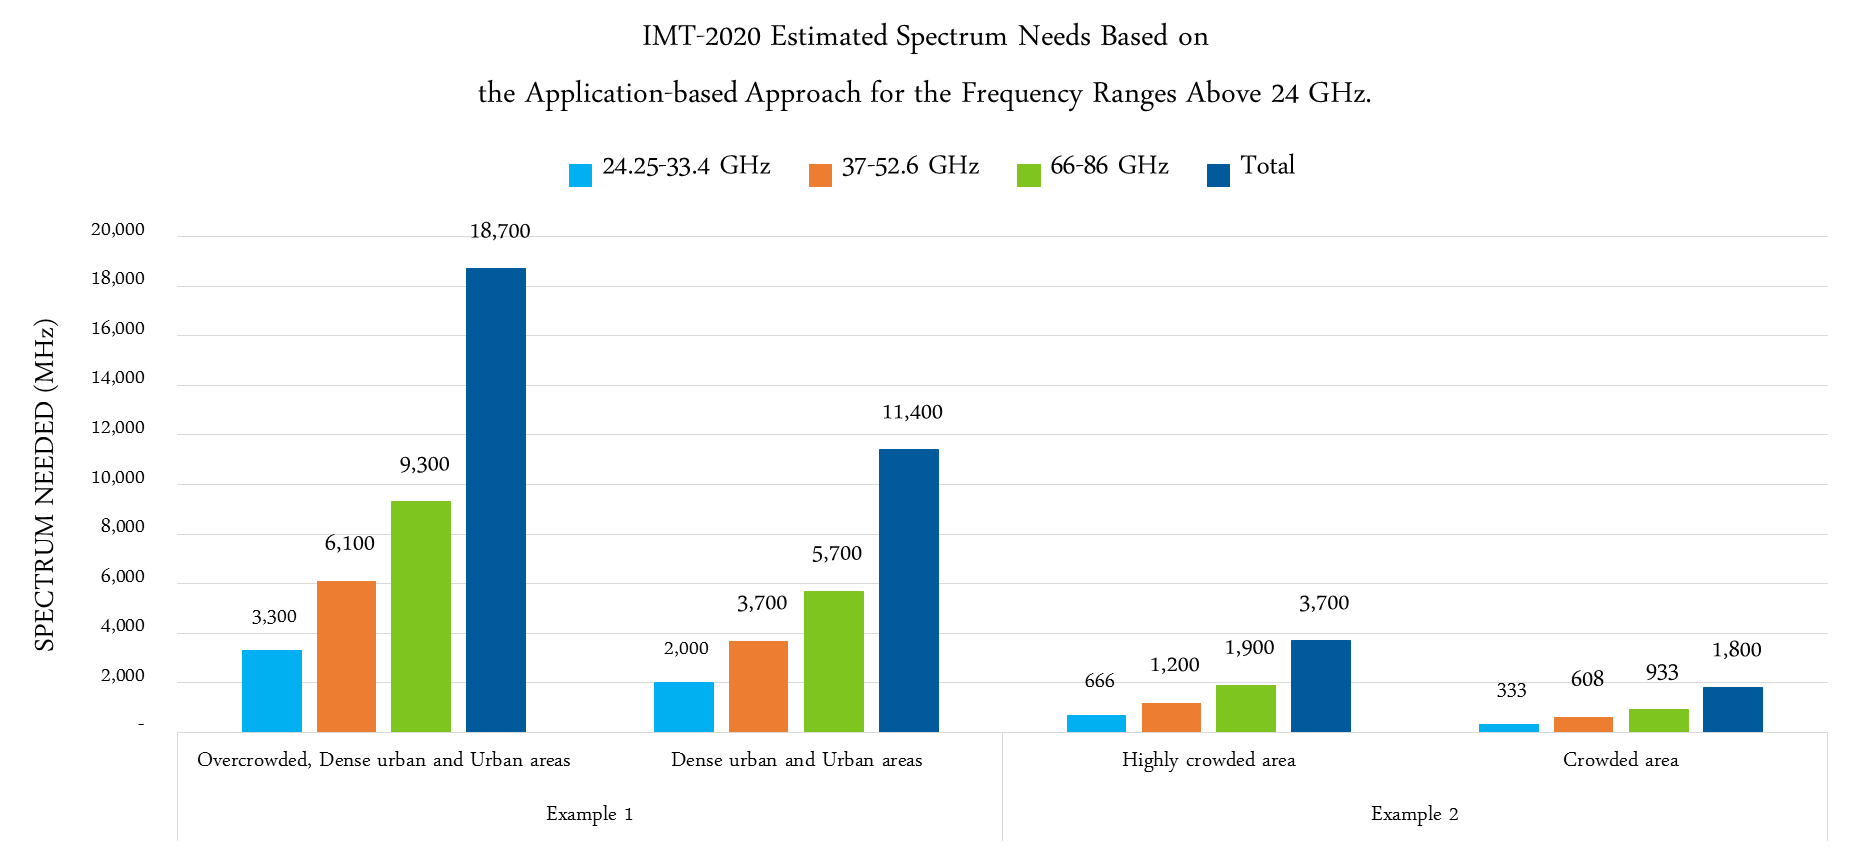 IMT-2020 Estimated Spectrum Needs Based on
the Application-based Approach for the Frequency Ranges Above 24 GHz.
24.25-33.4 GHz 37-52.6 GHz 66-86 GHz Total
SPECTRUM NEEDED (MHz)
20,000
18,000
16,000
14,000
12,000
10,000
8,000
6,000
4,000
2,000
-
3,300
6,100
9,300
18,700
2,000
3,700
5,700
11,400
666
1,200
1,900
3,700
333
608
933
1,800
Overcrowded, Dense urban and Urban areas
Dense urban and Urban areas
Highly crowded area
Crowded area
Example 1
Example 2